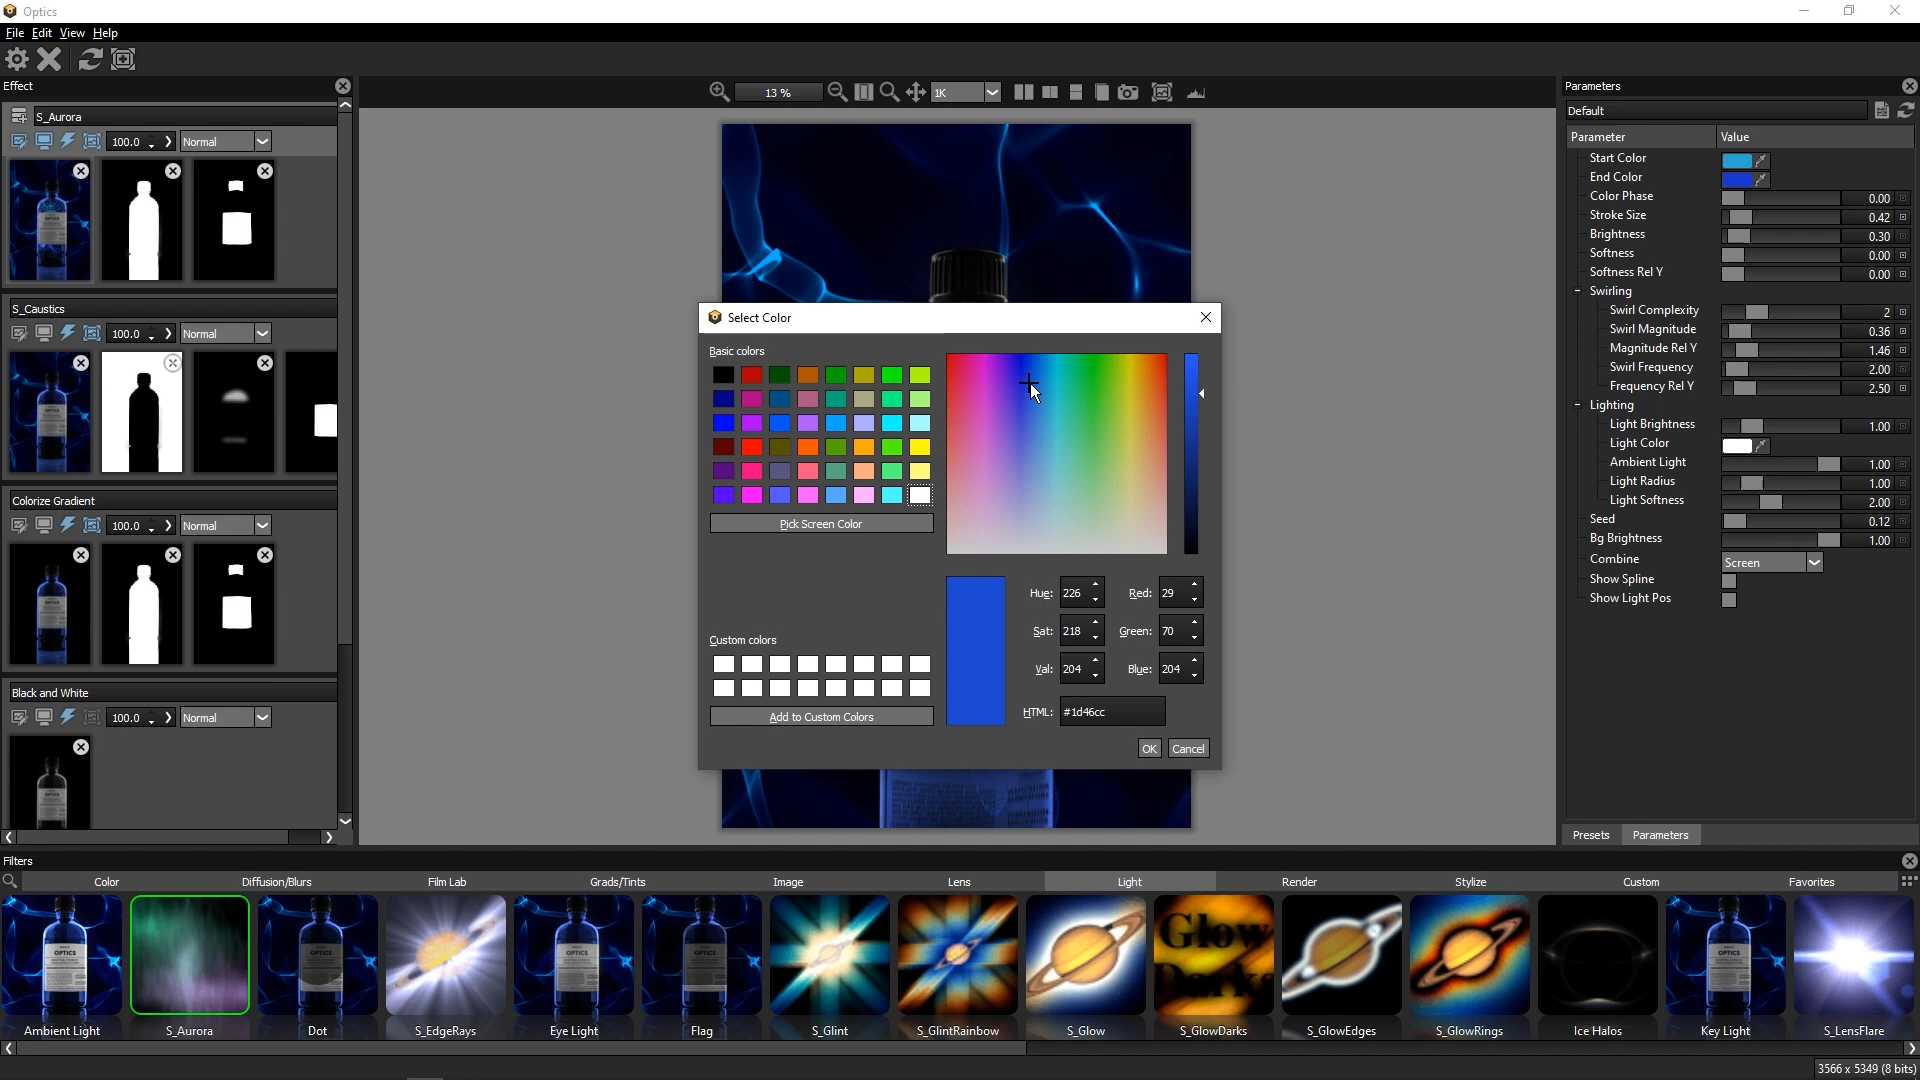 Optics
File Edit View Help
Effect
S_Aurora
100.0 Normal
S_Caustics
100.0 Normal
Colorize Gradient
100.0 Normal
Black and White
100.0 Normal
13 %
1K
OPTICS
Select Color
Basic colors
Pick Screen Color
Custom colors
Add to Custom Colors
Hue: 226 Red: 29
Sat: 218 Green: 70
Val: 204 Blue: 204
HTML: #1d46cc
OK Cancel
Parameters
Default
Parameter Value
Start Color
End Color
Color Phase 0.00
Stroke Size 0.42
Brightness 0.30
Softness 0.00
Softness Rel Y 0.00
Swirling
Swirl Complexity 2
Swirl Magnitude 0.36
Magnitude Rel Y 1.46
Swirl Frequency 2.00
Frequency Rel Y 2.50
Lighting
Light Brightness 1.00
Light Color
Ambient Light 1.00
Light Radius 1.00
Light Softness 2.00
Seed 0.12
Bg Brightness 1.00
Combine Screen
Show Spline
Show Light Pos
Presets Parameters
Filters
Color Diffusion/Blurs Film Lab Grads/Tints Image Lens Light Render Stylize Custom Favorites
OPTICS OPTICS OPTICS OPTICS Glow Darks OPTICS
Ambient Light S_Aurora Dot S_EdgeRays Eye Light Flag S_Glint S_GlintRainbow S_Glow S_GlowDarks S_GlowEdges S_GlowRings Ice Halos Key Light S_LensFlare
3566 x 5349 (8 bits)